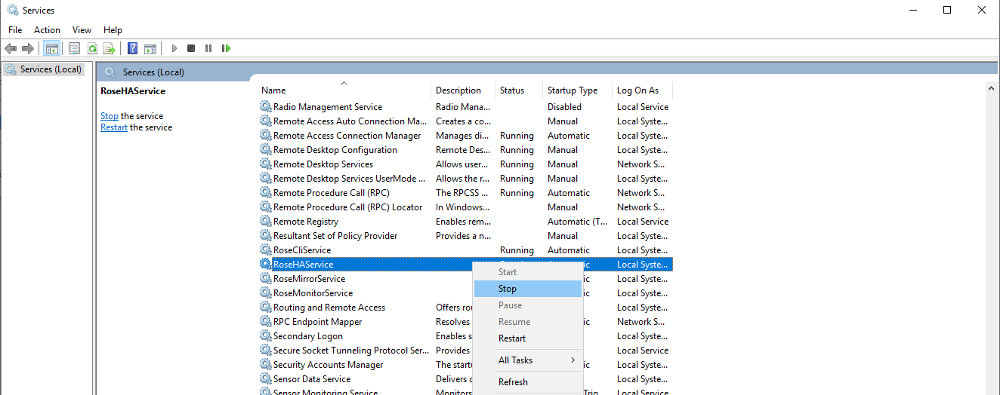 Services
File Action View Help
Services (Local)
Services (Local)
RoseHAService
Stop the service
Restart the service
Name Description Status Startup Type Log On As
Radio Management Service Radio Mana... Disabled Local Service
Remote Access Auto Connection Ma... Creates a co... Manual Local Syste...
Remote Access Connection Manager Manages di... Running Automatic Local Syste...
Remote Desktop Configuration Remote Des... Running Manual Local Syste...
Remote Desktop Services Allows user... Running Manual Network S...
Remote Desktop Services UserMode ... Allows the r... Running Manual Local Syste...
Remote Procedure Call (RPC) The RPCSS ... Running Automatic Network S...
Remote Procedure Call (RPC) Locator In Windows... Manual Network S...
Remote Registry Enables rem... Automatic (T... Local Service
Resultant Set of Policy Provider Provides a n... Manual Local Syste...
RoseCliService Running Automatic Local Syste...
RoseHAService ic Local Syste...
RoseMirrorService ic Local Syste...
RoseMonitorService ic Local Syste...
Routing and Remote Access Offers rou Local Syste...
RPC Endpoint Mapper Resolves ic Network S...
Secondary Logon Enables s Local Syste...
Secure Socket Tunneling Protocol Ser... Provides Local Service
Security Accounts Manager The starte ic Local Syste...
Sensor Data Service Delivers d Local Syste...
Sensor Monitoring Service Monitors Trig... Local Service
Start
Stop
Pause
Resume
Restart
All Tasks
Refresh